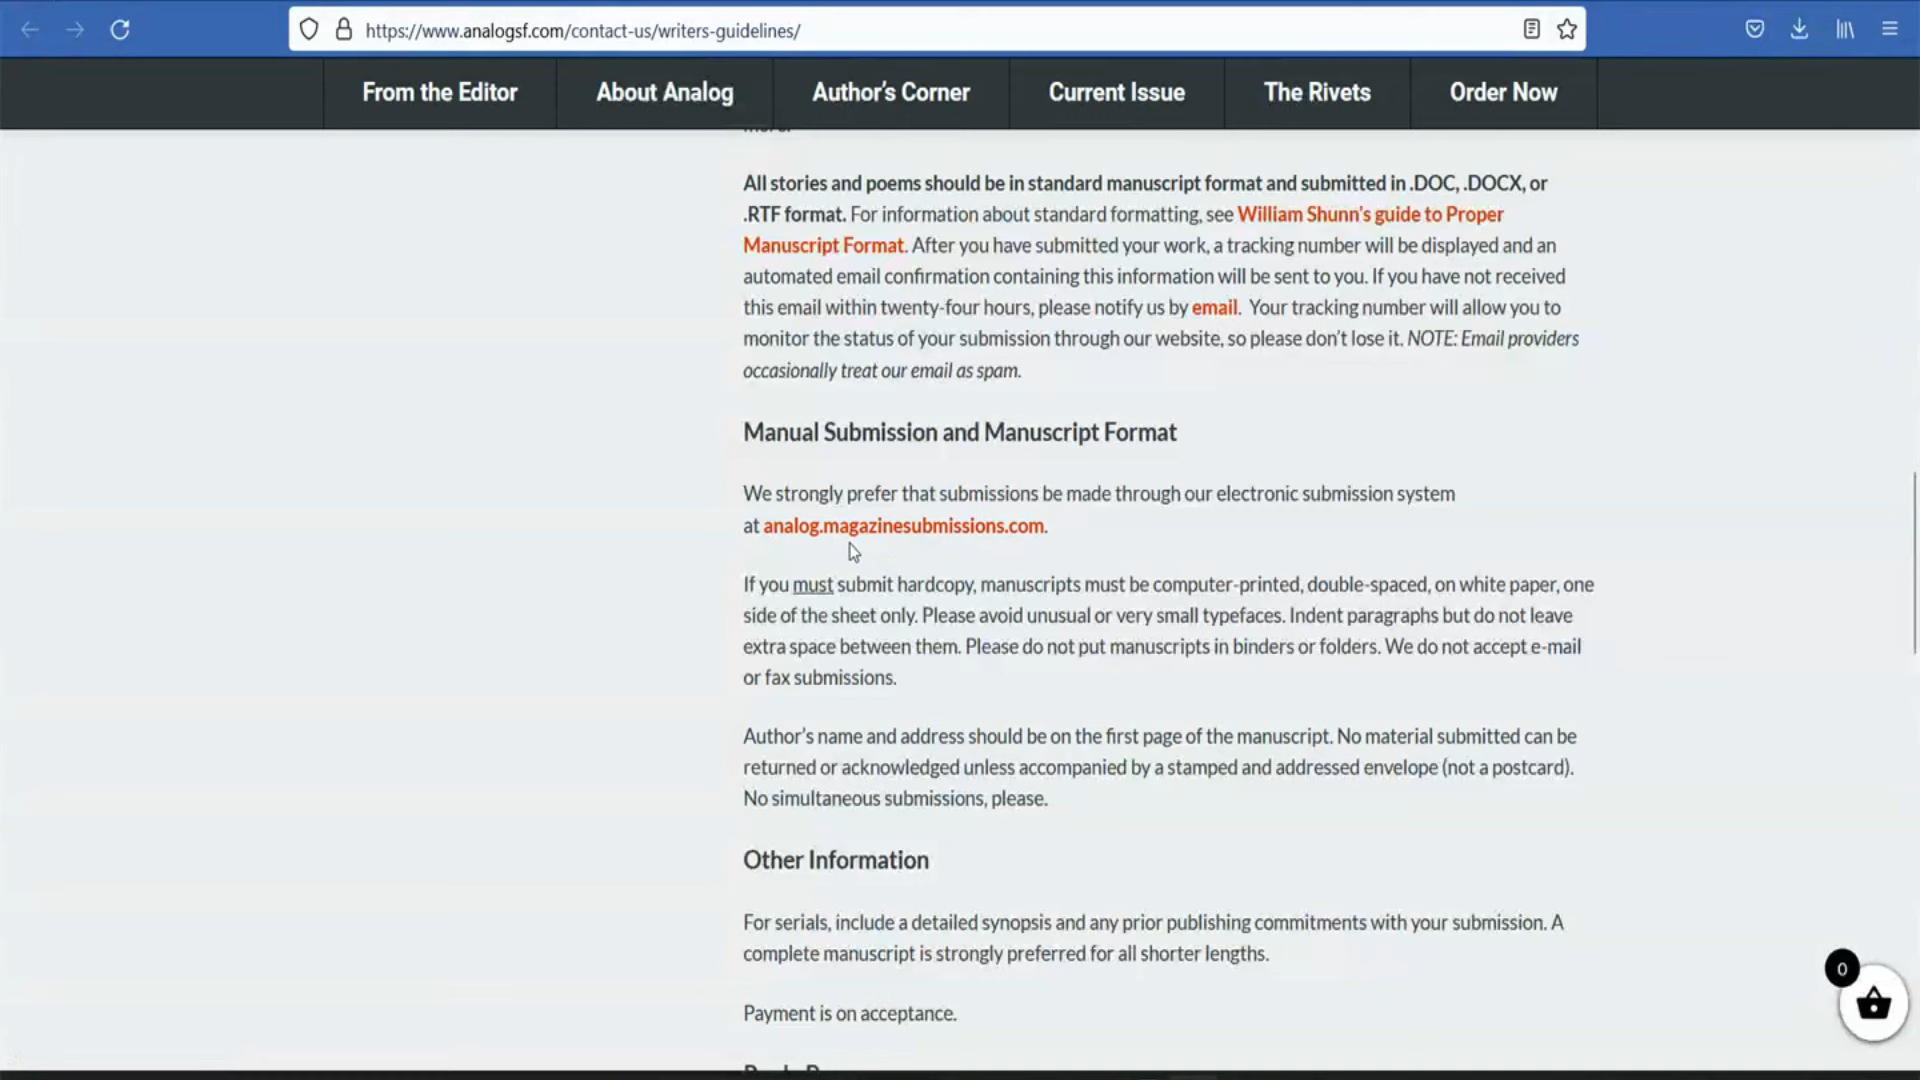 https://www.analogsf.com/contact-us/writers-guidelines/
From the Editor
About Analog
Author's Corner
Current Issue
The Rivets
Order Now
All stories and poems should be in standard manuscript format and submitted in .DOC, .DOCX, or
.RTF format. For information about standard formatting, see William Shunn's guide to Proper
Manuscript Format. After you have submitted your work, a tracking number will be displayed and an
automated email confirmation containing this information will be sent to you. If you have not received
this email within twenty-four hours, please notify us by email.  Your tracking number will allow you to
monitor the status of your submission through our website, so please don't lose it. NOTE: Email providers
occasionally treat our email as spam.
Manual Submission and Manuscript Format
We strongly prefer that submissions be made through our electronic submission system
at analog.magazinesubmissions.com.
If you must submit hardcopy, manuscripts must be computer-printed, double-spaced, on white paper, one
side of the sheet only. Please avoid unusual or very small typefaces. Indent paragraphs but do not leave
extra space between them. Please do not put manuscripts in binders or folders. We do not accept e-mail
or fax submissions.
Author's name and address should be on the first page of the manuscript. No material submitted can be
returned or acknowledged unless accompanied by a stamped and addressed envelope (not a postcard).
No simultaneous submissions, please.
Other Information
For serials, include a detailed synopsis and any prior publishing commitments with your submission. A
complete manuscript is strongly preferred for all shorter lengths.
0
Payment is on acceptance.